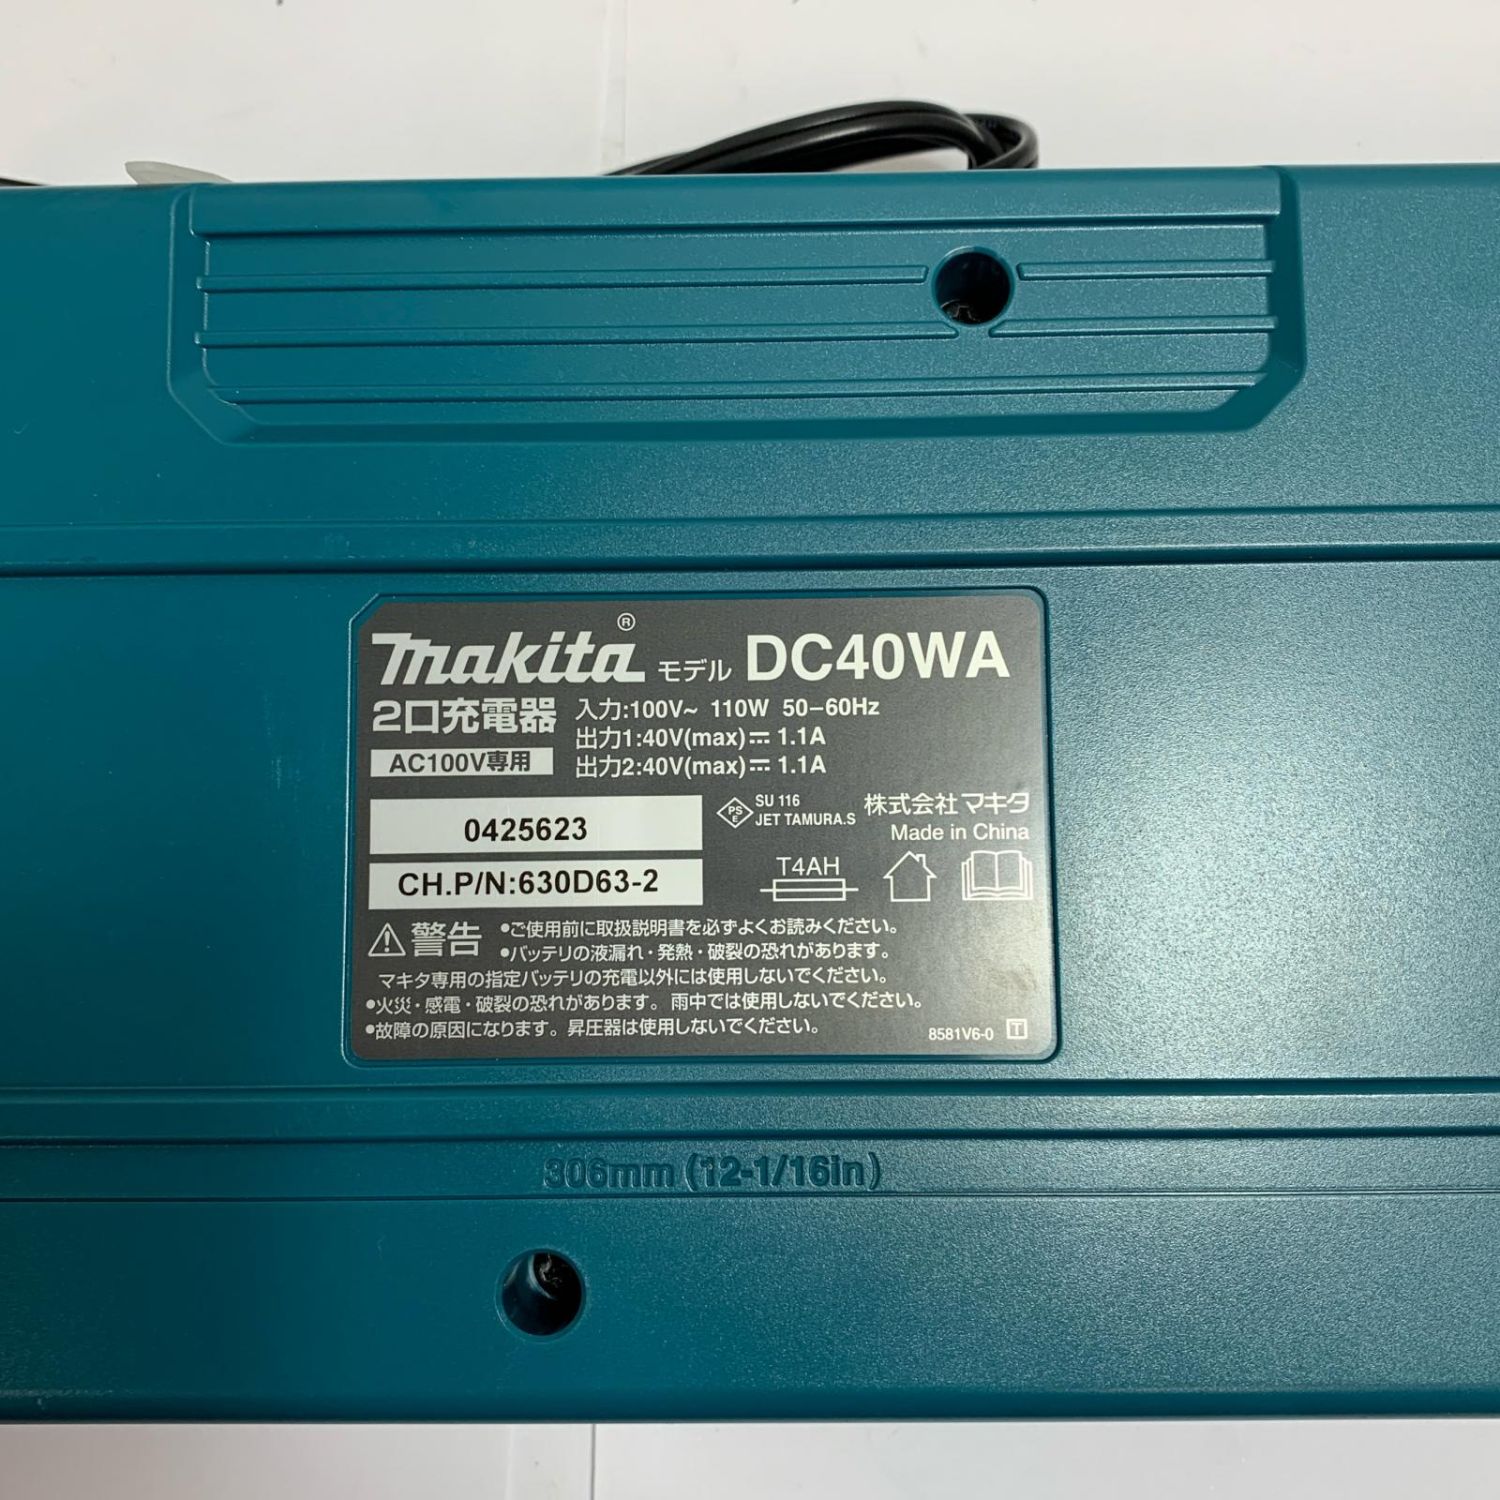 makita® モデル DC40WA
2口充電器
AC100V専用
入力:100V~ 110W 50-60Hz
出力1:40V(max)⎓ 1.1A
出力2:40V(max)⎓ 1.1A
0425623
CH.P/N:630D63-2
PS E
SU 116
JET TAMURA.S
株式会社マキタ
Made in China
T4AH
警告 •ご使用前に取扱説明書を必ずよくお読みください。
•バッテリの液漏れ・発熱・破裂の恐れがあります。
マキタ専用の指定バッテリの充電以外には使用しないでください。
•火災・感電・破裂の恐れがあります。雨中では使用しないでください。
•故障の原因になります。昇圧器は使用しないでください。
8581V6-0 T
306mm (12-1/16in)